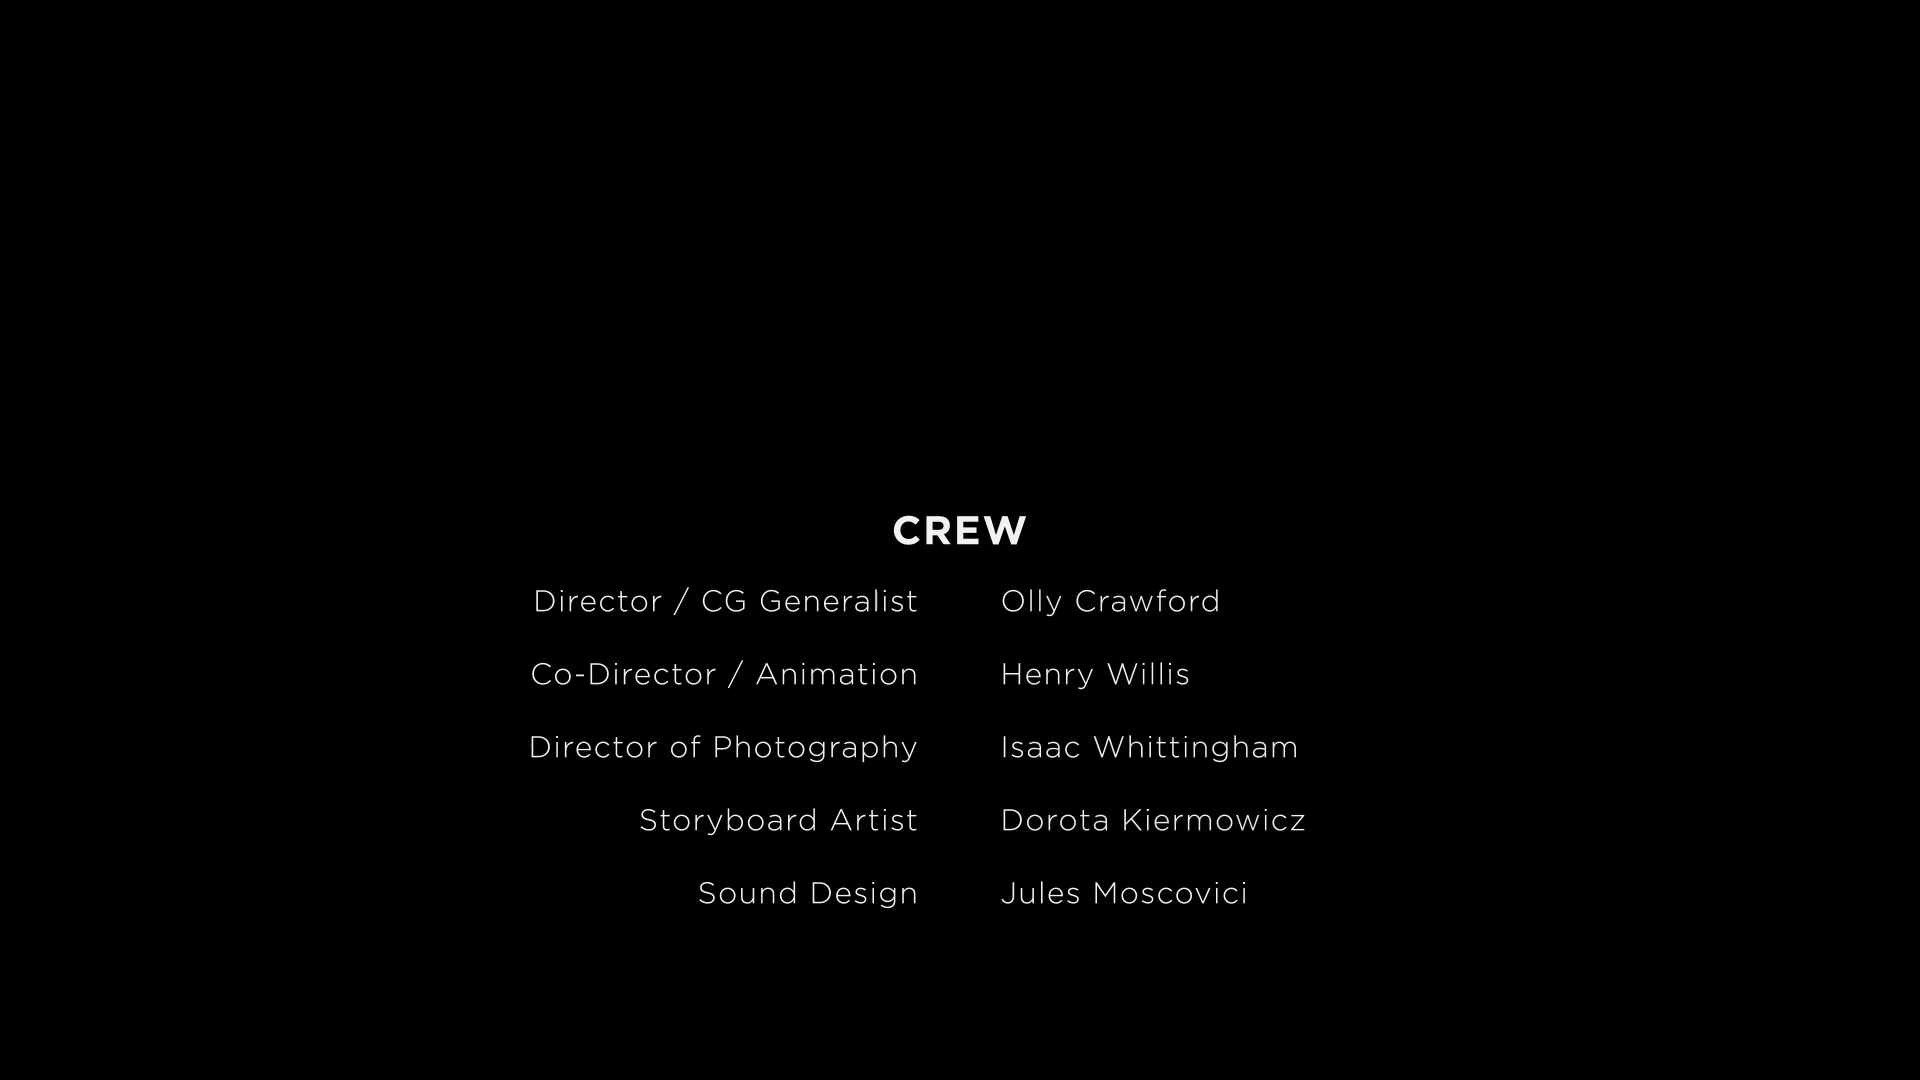 CREW
Director / CG Generalist Olly Crawford
Co-Director / Animation Henry Willis
Director of Photography Isaac Whittingham
Storyboard Artist Dorota Kiermowicz
Sound Design Jules Moscovici